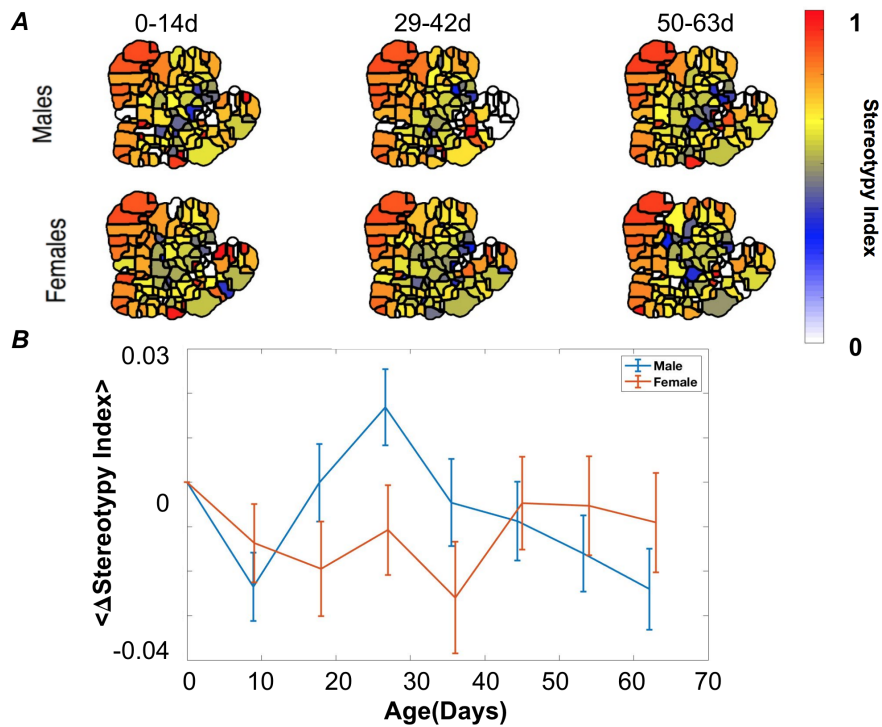 A
0-14d
29-42d
50-63d
Males
Females
1
Stereotypy Index
0
B
0.03
0
-0.04
<ΔStereotypy Index>
Male
Female
0
10
20
30
40
50
60
70
Age(Days)